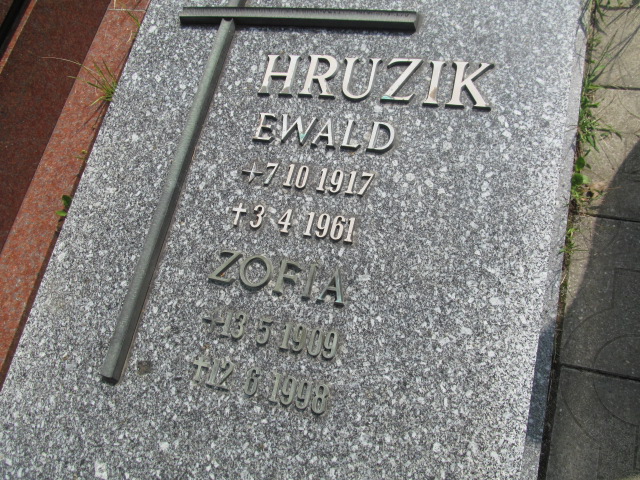 HRUZIK
EWALD
+7 10 1917
✝3 4 1961
ZOFIA
+13 5 1909
✝12 6 1998